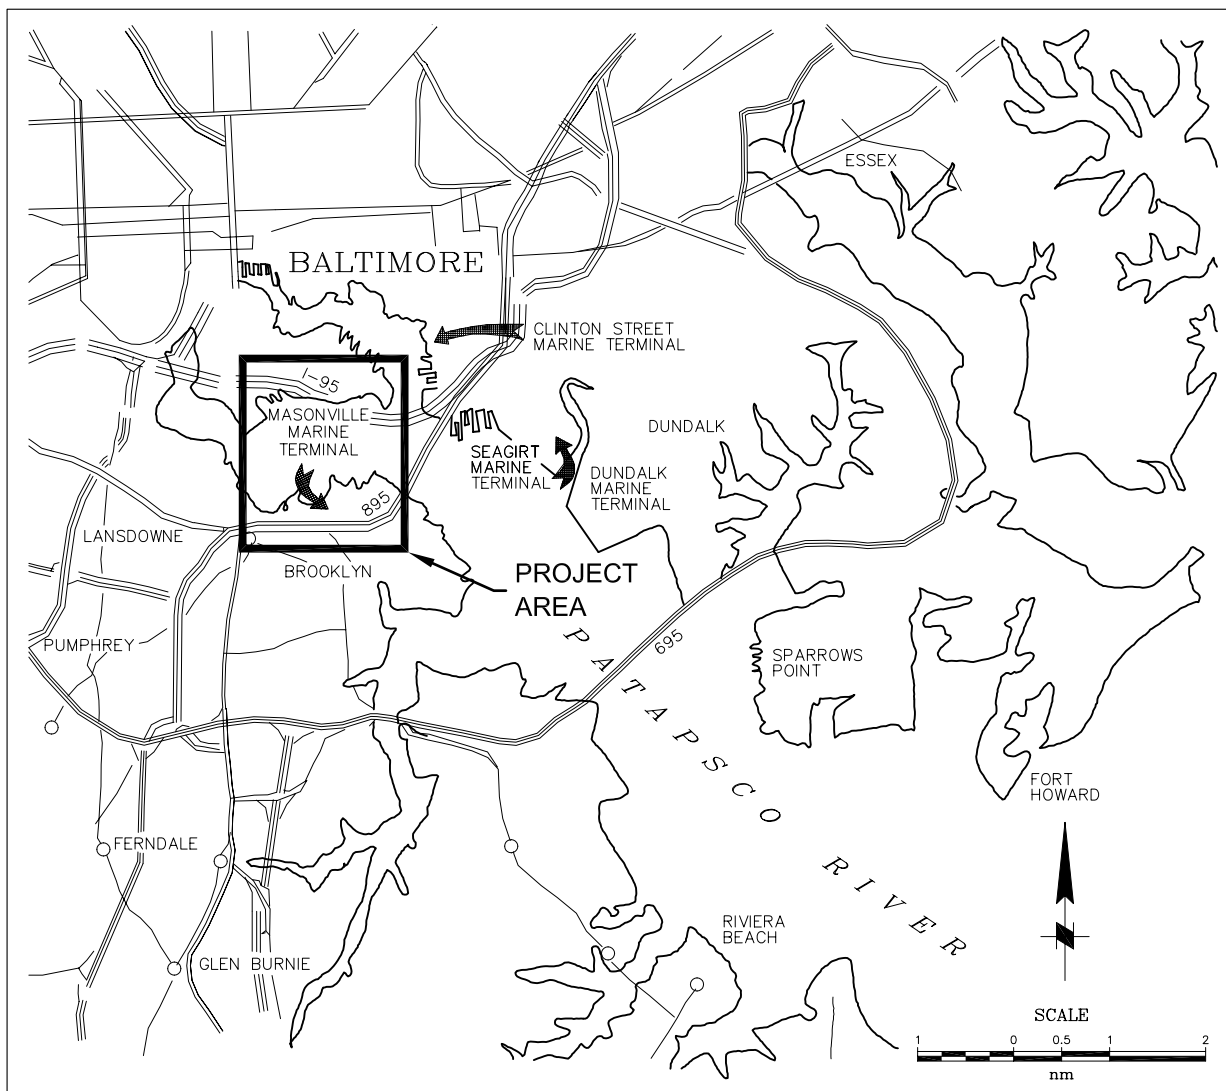 ESSEX
BALTIMORE
CLINTON STREET
MARINE TERMINAL
I-95
MASONVILLE
MARINE
TERMINAL
DUNDALK
SEAGIRT
MARINE
TERMINAL
DUNDALK
MARINE
TERMINAL
895
LANSDOWNE
BROOKLYN
PROJECT
AREA
PUMPHREY
695
SPARROWS
POINT
PATAPSCO RIVER
FORT
HOWARD
FERNDALE
RIVIERA
BEACH
GLEN BURNIE
SCALE
1 0 0.5 1 2
nm